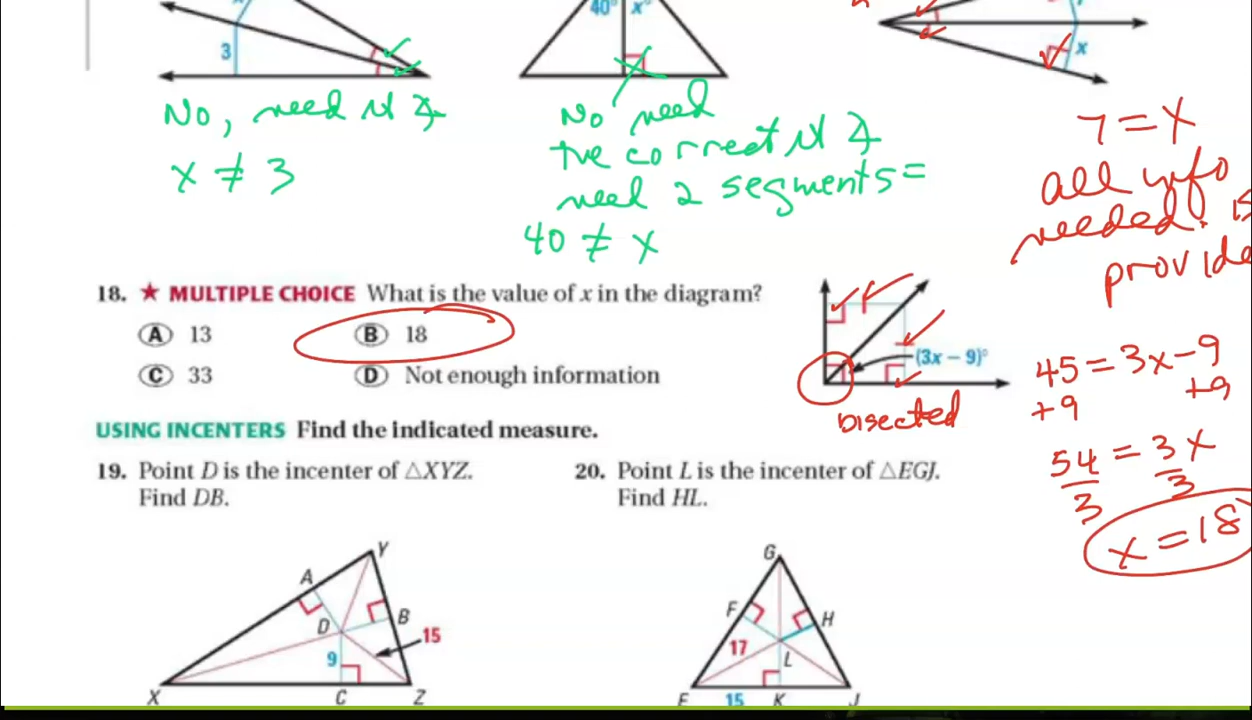 40° x°
3
x
No, need rt ∡
x ≠ 3
No need
the correct rt ∡
need 2 segments =
40 ≠ x
7 = x
all info
needed is
provide
18. ★ MULTIPLE CHOICE What is the value of x in the diagram?
A 13
B 18
C 33
D Not enough information
(3x − 9)°
Bisected
45 = 3x − 9
+9 +9
54 = 3x
3 3
x = 18
USING INCENTERS Find the indicated measure.
19. Point D is the incenter of △XYZ.
Find DB.
20. Point L is the incenter of △EGJ.
Find HL.
Y
A
B
D
15
9
X C Z
G
F
H
17
L
E 15 K J